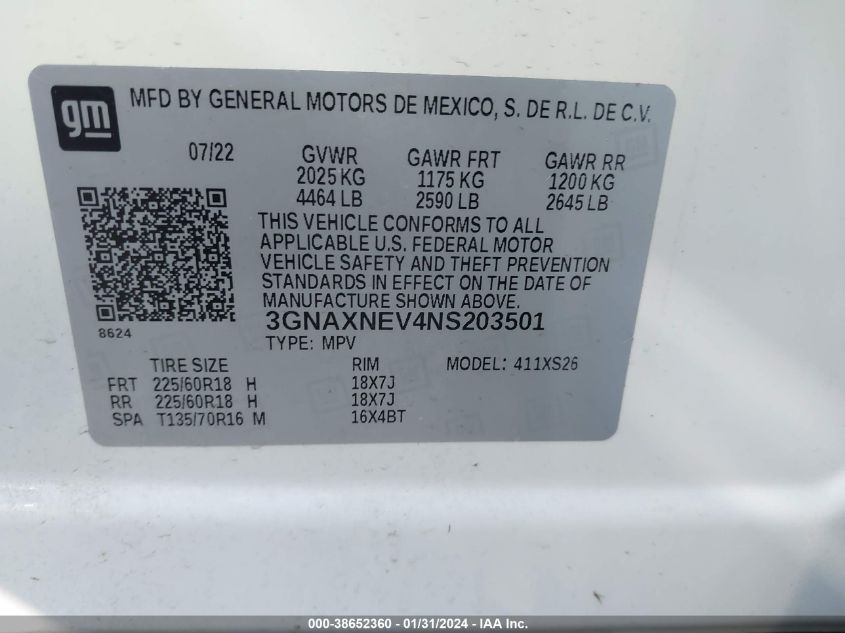 gm MFD BY GENERAL MOTORS DE MEXICO, S. DE R.L. DE C.V.
07/22 GVWR GAWR FRT GAWR RR
2025 KG 1175 KG 1200 KG
4464 LB 2590 LB 2645 LB
THIS VEHICLE CONFORMS TO ALL
APPLICABLE U.S. FEDERAL MOTOR
VEHICLE SAFETY AND THEFT PREVENTION
STANDARDS IN EFFECT ON THE DATE OF
MANUFACTURE SHOWN ABOVE.
3GNAXNEV4NS203501
8624
TYPE: MPV
TIRE SIZE RIM MODEL: 411XS26
FRT 225/60R18 H 18X7J
RR 225/60R18 H 18X7J
SPA T135/70R16 M 16X4BT
000-38652360 - 01/31/2024 - IAA Inc.